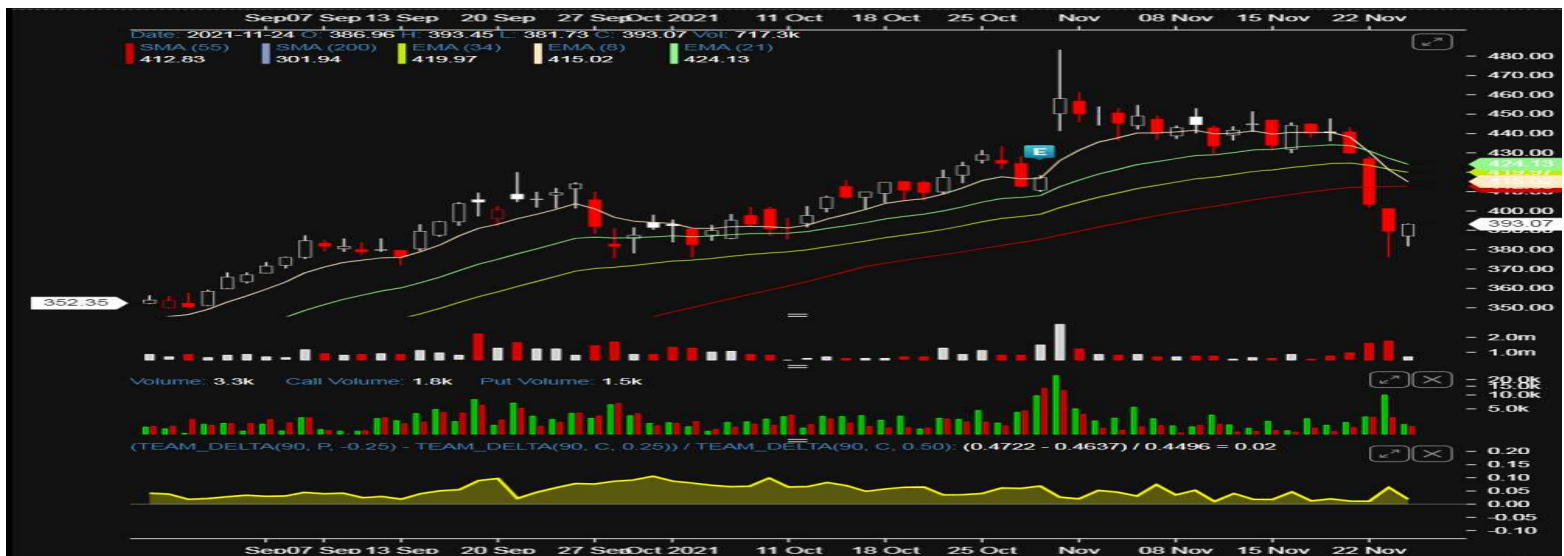 Sep07 Sep 13 Sep 20 Sep 27 SepOct 2021 11 Oct 18 Oct 25 Oct Nov 08 Nov 15 Nov 22 Nov
Date: 2021-11-24 O: 386.96 H: 393.45 L: 381.73 C: 393.07 Vol: 717.3k
SMA (55) SMA (200) EMA (34) EMA (8) EMA (21)
412.83 301.94 419.97 415.02 424.13
480.00
470.00
460.00
450.00
440.00
430.00
424.13
400.00
393.07
380.00
370.00
360.00
352.35
350.00
E
2.0m
1.0m
Volume: 3.3k Call Volume: 1.8k Put Volume: 1.5k
20.0k
15.0k
10.0k
5.0k
(TEAM_DELTA(90, P, -0.25) - TEAM_DELTA(90, C, 0.25)) / TEAM_DELTA(90, C, 0.50): (0.4722 - 0.4637) / 0.4496 = 0.02
0.20
0.15
0.10
0.05
0.00
-0.05
-0.10
Sep07 Sep 13 Sep 20 Sep 27 SepOct 2021 11 Oct 18 Oct 25 Oct Nov 08 Nov 15 Nov 22 Nov